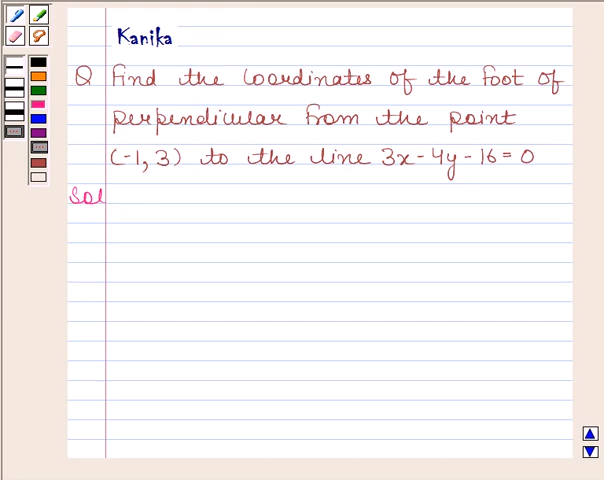 Kanika
Q Find the Coordinates of the foot of
perpendicular from the point
(-1, 3) to the line 3x - 4y - 16 = 0
Sol